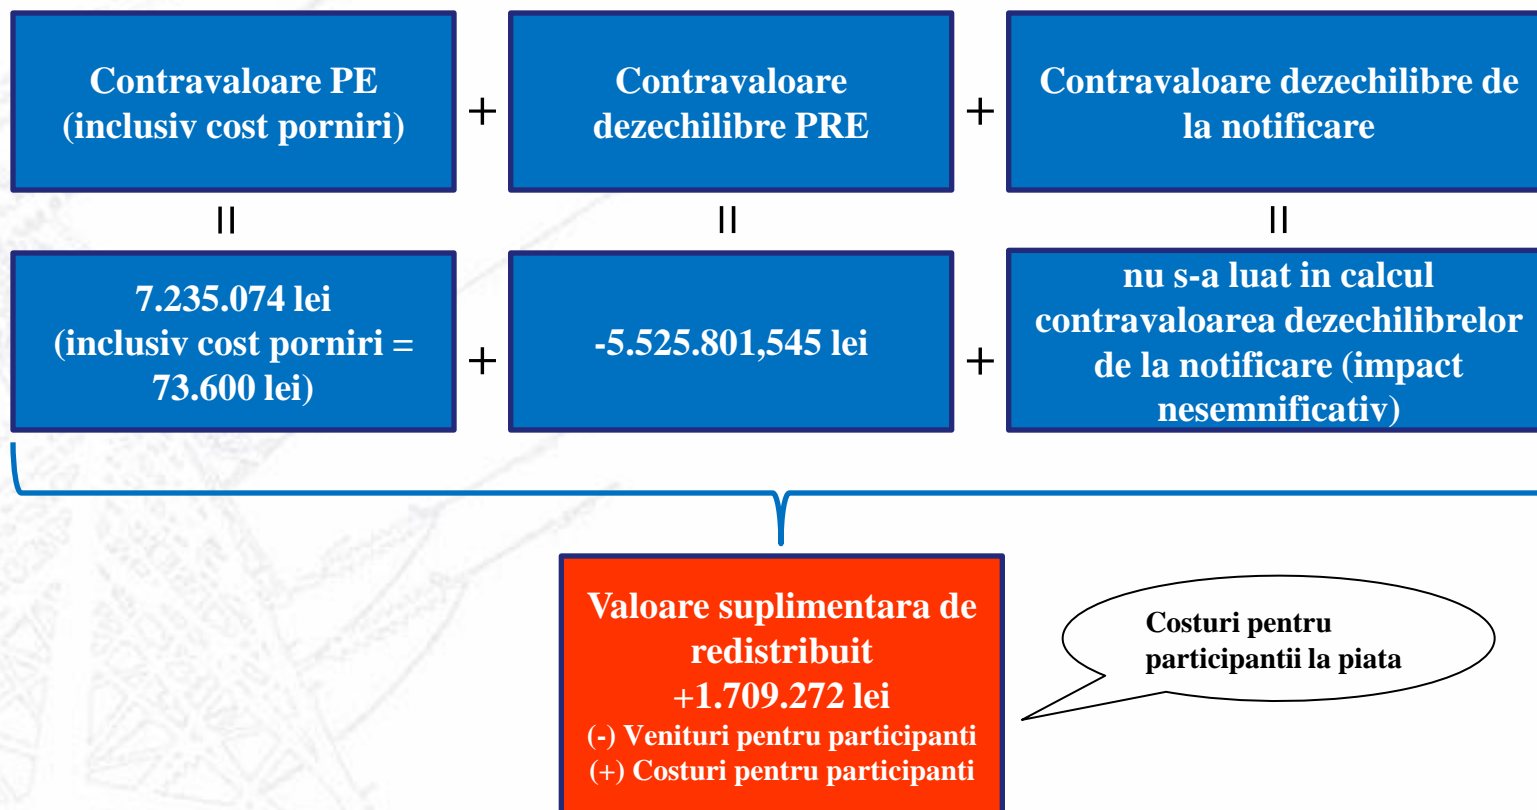 Contravaloare PE
(inclusiv cost porniri)
+
Contravaloare
dezechilibre PRE
+
Contravaloare dezechilibre de
la notificare
=
=
=
7.235.074 lei
(inclusiv cost porniri =
73.600 lei)
+
-5.525.801,545 lei
+
nu s-a luat in calcul
contravaloarea dezechilibrelor
de la notificare (impact
nesemnificativ)
Valoare suplimentara de
redistribuit
+1.709.272 lei
(-) Venituri pentru participanti
(+) Costuri pentru participanti
Costuri pentru
participantii la piata